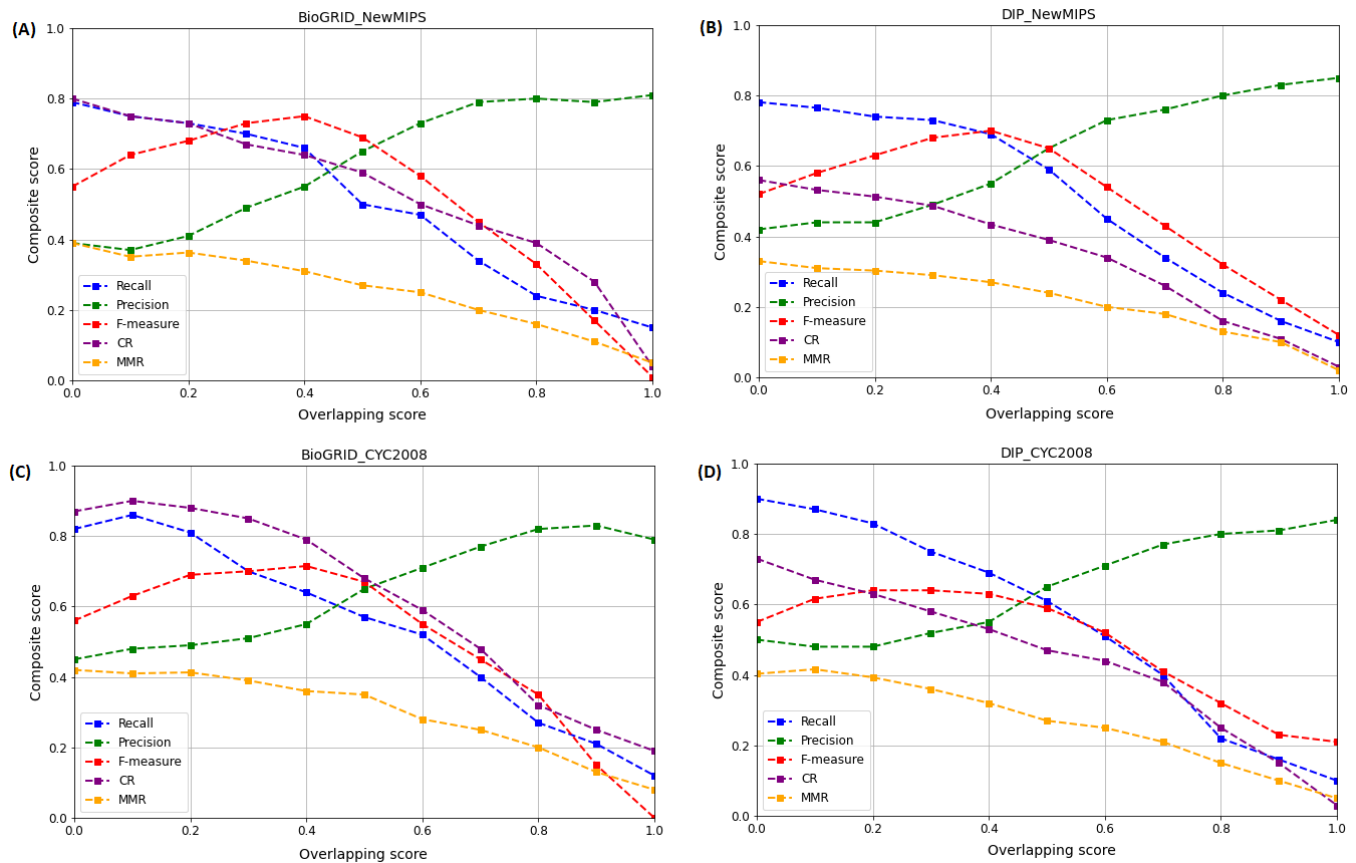 (A)
BioGRID_NewMIPS
1.0
0.8
0.6
0.4
0.2
0.0
Composite score
Recall
Precision
F-measure
CR
MMR
0.0 0.2 0.4 0.6 0.8 1.0
Overlapping score
(B)
DIP_NewMIPS
1.0
0.8
0.6
0.4
0.2
0.0
Composite score
Recall
Precision
F-measure
CR
MMR
0.0 0.2 0.4 0.6 0.8 1.0
Overlapping score
(C)
BioGRID_CYC2008
1.0
0.8
0.6
0.4
0.2
0.0
Composite score
Recall
Precision
F-measure
CR
MMR
0.0 0.2 0.4 0.6 0.8 1.0
Overlapping score
(D)
DIP_CYC2008
1.0
0.8
0.6
0.4
0.2
0.0
Composite score
Recall
Precision
F-measure
CR
MMR
0.0 0.2 0.4 0.6 0.8 1.0
Overlapping score